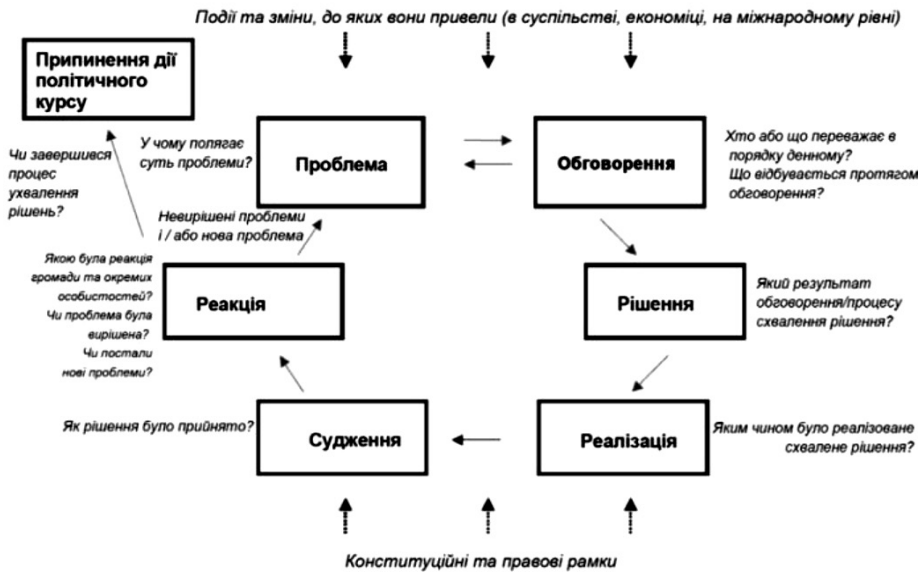 Події та зміни, до яких вони привели (в суспільстві, економіці, на міжнародному рівні)
Припинення дії
політичного
курсу
Чи завершився
процес
ухвалення
рішень?
У чому полягає
суть проблеми?
Проблема
Обговорення
Хто або що переважає в
порядку денному?
Що відбувається протягом
обговорення?
Невирішені проблеми
і / або нова проблема
Якою була реакція
громади та окремих
особистостей?
Чи проблема була
вирішена?
Чи постали
нові проблеми?
Реакція
Рішення
Який результат
обговорення/процесу
схвалення рішення?
Як рішення було прийнято?
Судження
Реалізація
Яким чином було реалізоване
схвалене рішення?
Конституційні та правові рамки